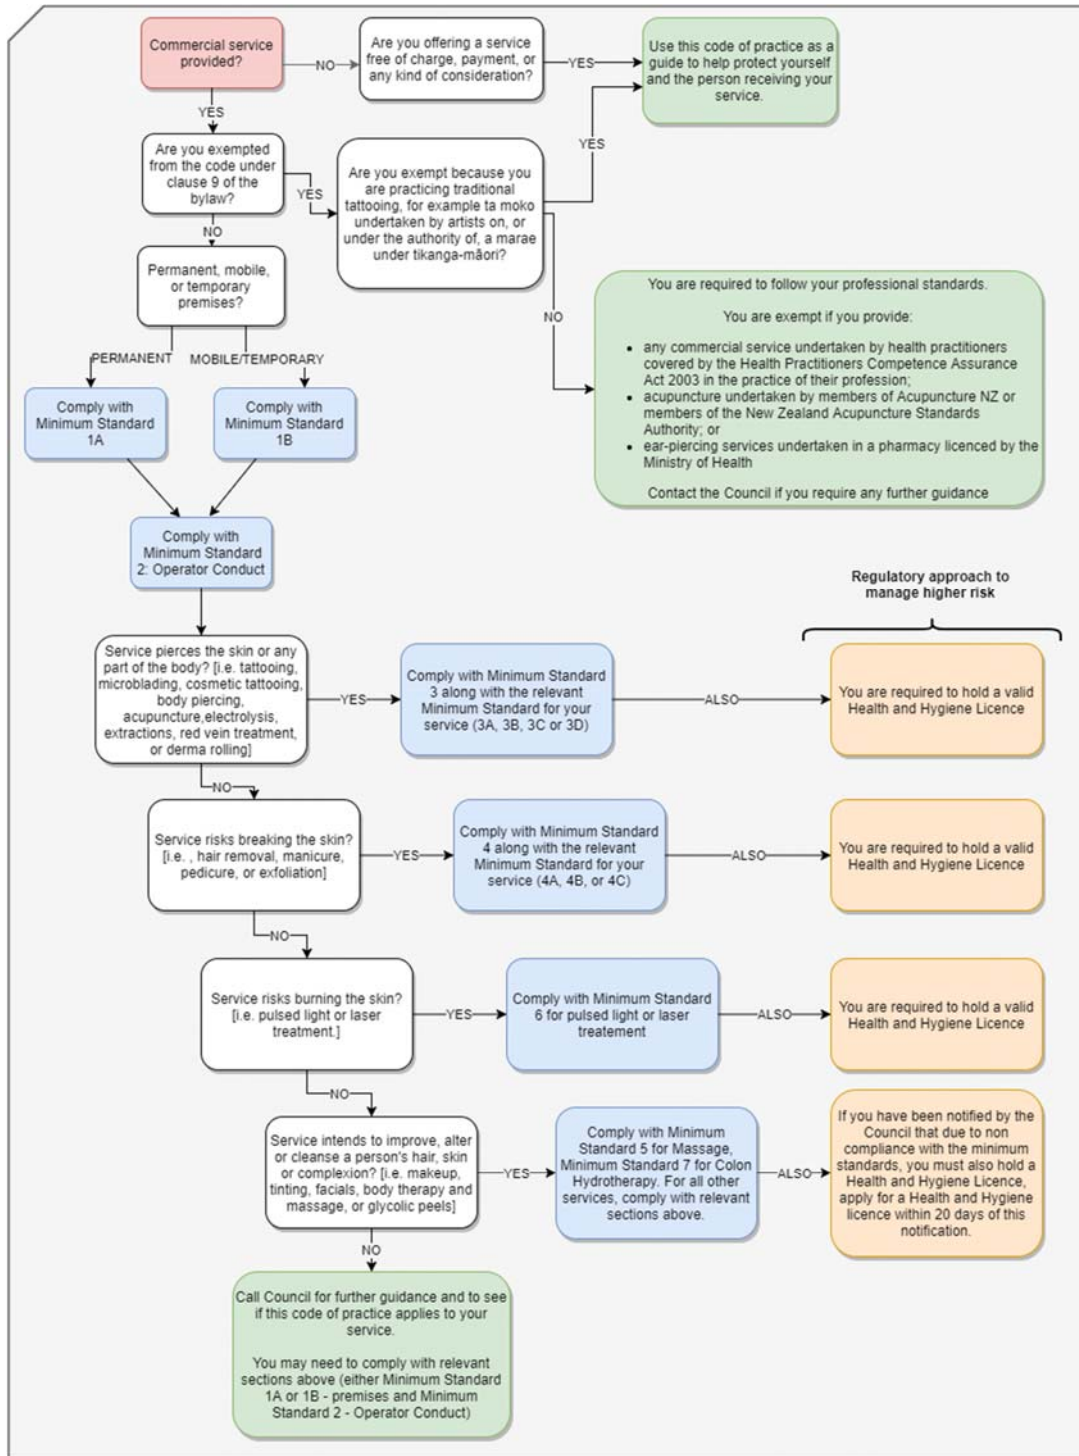 Commercial service
provided?
NO
Are you offering a service
free of charge, payment, or
any kind of consideration?
YES
Use this code of practice as a
guide to help protect yourself
and the person receiving your
service.
YES
Are you exempted
from the code under
clause 9 of the
bylaw?
YES
Are you exempt because you
are practicing traditional
tattooing, for example ta moko
undertaken by artists on, or
under the authority of, a marae
under tikanga-māori?
YES
NO
NO
Permanent, mobile,
or temporary
premises?
You are required to follow your professional standards.
You are exempt if you provide:
• any commercial service undertaken by health practitioners
covered by the Health Practitioners Competence Assurance
Act 2003 in the practice of their profession;
• acupuncture undertaken by members of Acupuncture NZ or
members of the New Zealand Acupuncture Standards
Authority; or
• ear-piercing services undertaken in a pharmacy licenced by the
Ministry of Health
Contact the Council if you require any further guidance
PERMANENT
MOBILE/TEMPORARY
Comply with
Minimum Standard
1A
Comply with
Minimum Standard
1B
Comply with
Minimum Standard
2: Operator Conduct
Regulatory approach to
manage higher risk
Service pierces the skin or any
part of the body? [i.e. tattooing,
microblading, cosmetic tattooing,
body piercing,
acupuncture,electrolysis,
extractions, red vein treatment,
or derma rolling]
YES
Comply with Minimum Standard
3 along with the relevant
Minimum Standard for your
service (3A, 3B, 3C or 3D)
ALSO
You are required to hold a valid
Health and Hygiene Licence
NO
Service risks breaking the skin?
[i.e. , hair removal, manicure,
pedicure, or exfoliation]
YES
Comply with Minimum Standard
4 along with the relevant
Minimum Standard for your
service (4A, 4B, or 4C)
ALSO
You are required to hold a valid
Health and Hygiene Licence
NO
Service risks burning the skin?
[i.e. pulsed light or laser
treatment.]
YES
Comply with Minimum Standard
6 for pulsed light or laser
treatement
ALSO
You are required to hold a valid
Health and Hygiene Licence
NO
Service intends to improve, alter
or cleanse a person's hair, skin
or complexion? [i.e. makeup,
tinting, facials, body therapy and
massage, or glycolic peels]
YES
Comply with Minimum
Standard 5 for Massage,
Minimum Standard 7 for Colon
Hydrotherapy. For all other
services, comply with relevant
sections above.
ALSO
If you have been notified by the
Council that due to non
compliance with the minimum
standards, you must also hold a
Health and Hygiene Licence,
apply for a Health and Hygiene
licence within 20 days of this
notification.
NO
Call Council for further guidance and to see
if this code of practice applies to your
service.
You may need to comply with relevant
sections above (either Minimum Standard
1A or 1B - premises and Minimum
Standard 2 - Operator Conduct)